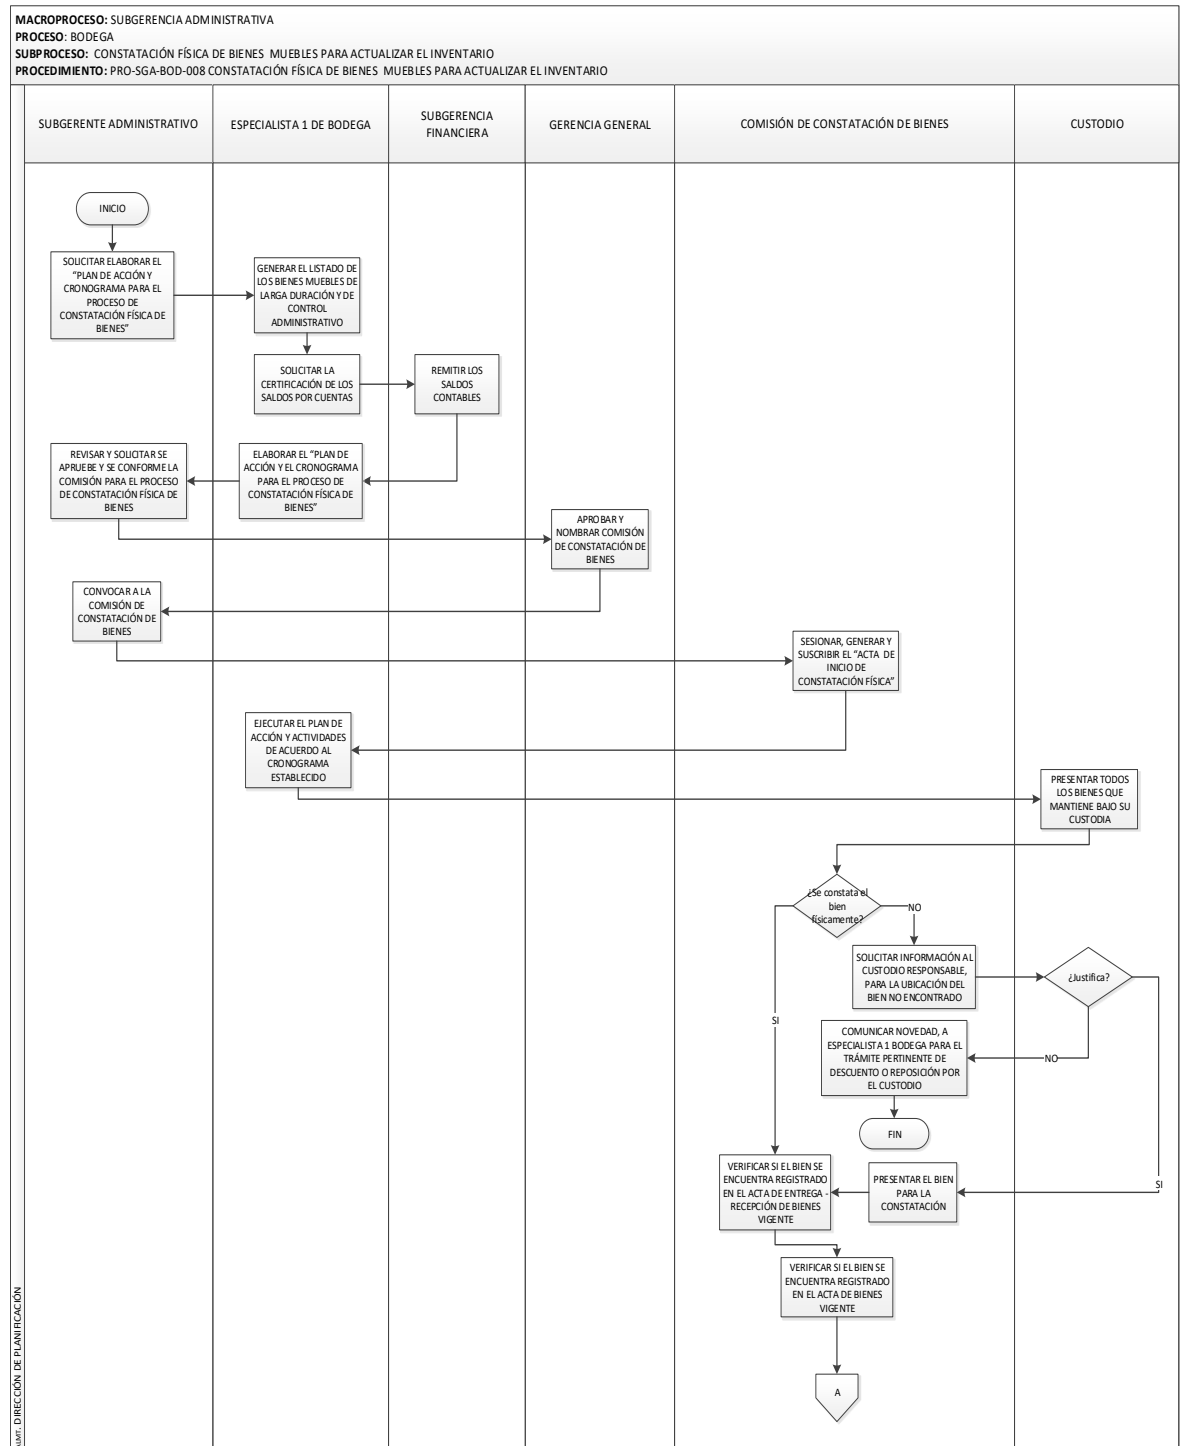 MACROPROCESO: SUBGERENCIA ADMINISTRATIVA
PROCESO: BODEGA
SUBPROCESO: CONSTATACIÓN FÍSICA DE BIENES MUEBLES PARA ACTUALIZAR EL INVENTARIO
PROCEDIMIENTO: PRO-SGA-BOD-008 CONSTATACIÓN FÍSICA DE BIENES MUEBLES PARA ACTUALIZAR EL INVENTARIO
SUBGERENTE ADMINISTRATIVO
ESPECIALISTA 1 DE BODEGA
SUBGERENCIA
FINANCIERA
GERENCIA GENERAL
COMISIÓN DE CONSTATACIÓN DE BIENES
CUSTODIO
INICIO
SOLICITAR ELABORAR EL
"PLAN DE ACCIÓN Y
CRONOGRAMA PARA EL
PROCESO DE
CONSTATACIÓN FÍSICA DE
BIENES"
GENERAR EL LISTADO DE
LOS BIENES MUEBLES DE
LARGA DURACIÓN Y DE
CONTROL
ADMINISTRATIVO
SOLICITAR LA
CERTIFICACIÓN DE LOS
SALDOS POR CUENTAS
REMITIR LOS
SALDOS
CONTABLES
REVISAR Y SOLICITAR SE
APRUEBE Y SE CONFORME LA
COMISIÓN PARA EL PROCESO
DE CONSTATACIÓN FÍSICA DE
BIENES
ELABORAR EL "PLAN DE
ACCIÓN Y EL CRONOGRAMA
PARA EL PROCESO DE
CONSTATACIÓN FÍSICA DE
BIENES"
APROBAR Y
NOMBRAR COMISIÓN
DE CONSTATACIÓN DE
BIENES
CONVOCAR A LA
COMISIÓN DE
CONSTATACIÓN DE
BIENES
SESIONAR, GENERAR Y
SUSCRIBIR EL "ACTA DE
INICIO DE
CONSTATACIÓN FÍSICA"
EJECUTAR EL PLAN DE
ACCIÓN Y ACTIVIDADES
DE ACUERDO AL
CRONOGRAMA
ESTABLECIDO
PRESENTAR TODOS
LOS BIENES QUE
MANTIENE BAJO SU
CUSTODIA
¿Se constata el
bien
físicamente?
NO
SOLICITAR INFORMACIÓN AL
CUSTODIO RESPONSABLE,
PARA LA UBICACIÓN DEL
BIEN NO ENCONTRADO
¿Justifica?
SI
COMUNICAR NOVEDAD, A
ESPECIALISTA 1 BODEGA PARA EL
TRÁMITE PERTINENTE DE
DESCUENTO O REPOSICIÓN POR
EL CUSTODIO
NO
FIN
VERIFICAR SI EL BIEN SE
ENCUENTRA REGISTRADO
EN EL ACTA DE ENTREGA -
RECEPCIÓN DE BIENES
VIGENTE
PRESENTAR EL BIEN
PARA LA
CONSTATACIÓN
SI
VERIFICAR SI EL BIEN SE
ENCUENTRA REGISTRADO
EN EL ACTA DE BIENES
VIGENTE
A
DIRECCIÓN DE PLANIFICACIÓN